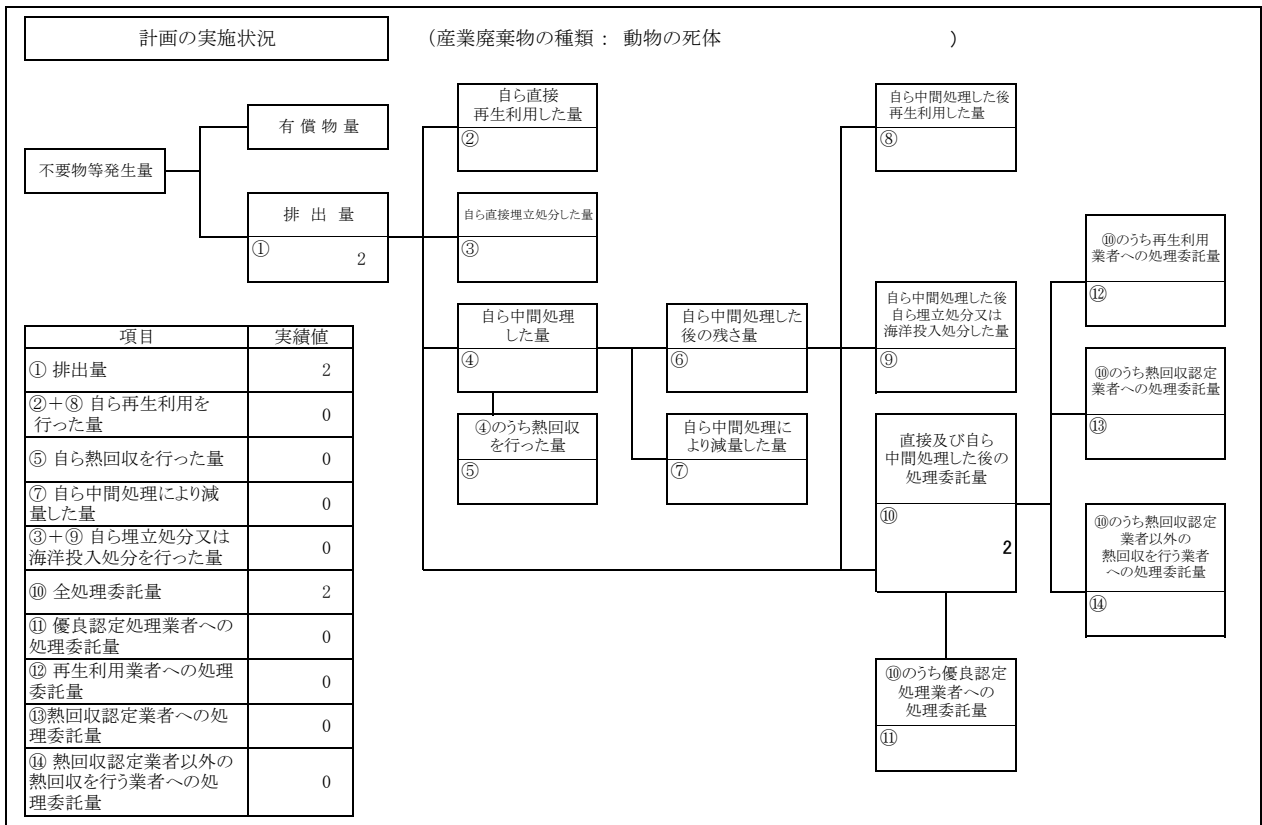 計画の実施状況 (産業廃棄物の種類: 動物の死体 )
自ら直接
再生利用した量
②
自ら中間処理した後
再生利用した量
⑧
有 償 物 量
不要物等発生量
排 出 量
① 2
自ら直接埋立処分した量
③
⑩のうち再生利用
業者への処理委託量
⑫
自ら中間処理
した量
④
自ら中間処理した
後の残さ量
⑥
自ら中間処理した後
自ら埋立処分又は
海洋投入処分した量
⑨
⑩のうち熱回収認定
業者への処理委託量
⑬
④のうち熱回収
を行った量
⑤
自ら中間処理に
より減量した量
⑦
直接及び自ら
中間処理した後の
処理委託量
⑩
2
⑩のうち熱回収認定
業者以外の
熱回収を行う業者
への処理委託量
⑭
⑩のうち優良認定
処理業者への
処理委託量
⑪
項目 実績値
① 排出量 2
②+⑧ 自ら再生利用を
行った量 0
⑤ 自ら熱回収を行った量 0
⑦ 自ら中間処理により減
量した量 0
③+⑨ 自ら埋立処分又は
海洋投入処分を行った量 0
⑩ 全処理委託量 2
⑪ 優良認定処理業者への
処理委託量 0
⑫ 再生利用業者への処理
委託量 0
⑬熱回収認定業者への処
理委託量 0
⑭ 熱回収認定業者以外の
熱回収を行う業者への処
理委託量 0